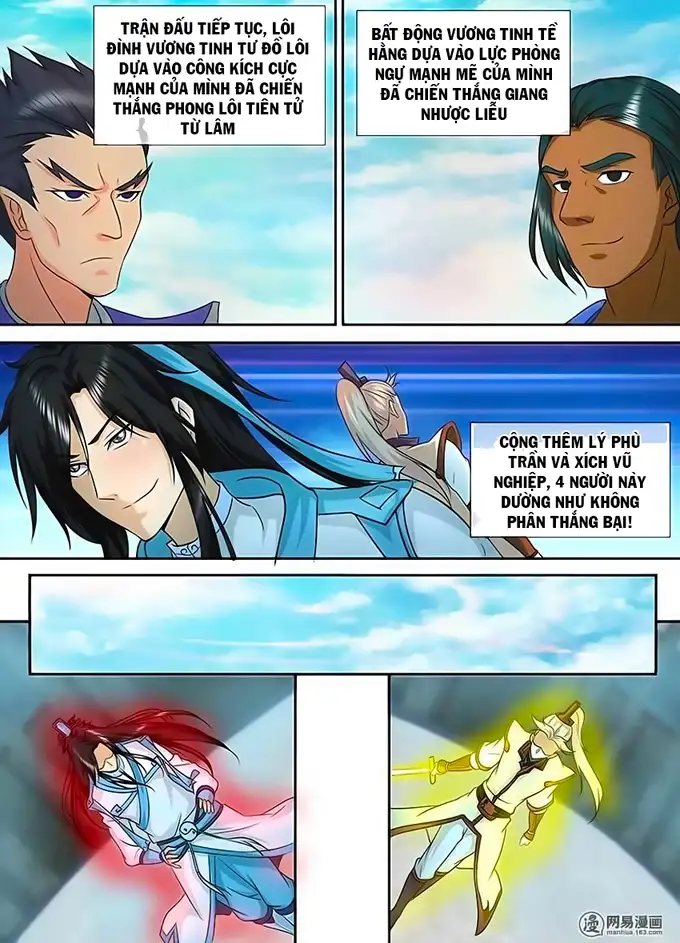 TRẬN ĐẤU TIẾP TỤC, LÔI
ĐÌNH VƯƠNG TINH TƯ ĐỒ LÔI
DỰA VÀO CÔNG KÍCH CỰC
MẠNH CỦA MÌNH ĐÃ CHIẾN
THẮNG PHONG LÔI TIÊN TỬ
TỪ LÂM
BẤT ĐỘNG VƯƠNG TINH TỀ
HẰNG DỰA VÀO LỰC PHÒNG
NGỰ MẠNH MẼ CỦA MÌNH
ĐÃ CHIẾN THẮNG GIANG
NHƯỢC LIỄU
CỘNG THÊM LÝ PHÙ
TRẦN VÀ XÍCH VŨ
NGHIỆP, 4 NGƯỜI NÀY
DƯỜNG NHƯ KHÔNG
PHÂN THẮNG BẠI!
漫 网易漫画
manhua.163.com